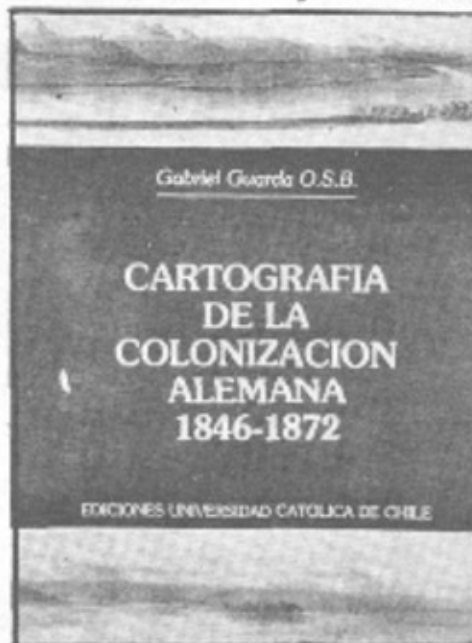 Gabriel Guarda O.S.B.
CARTOGRAFIA
DE LA
COLONIZACION
ALEMANA
1846-1872
EDICIONES UNIVERSIDAD CATOLICA DE CHILE